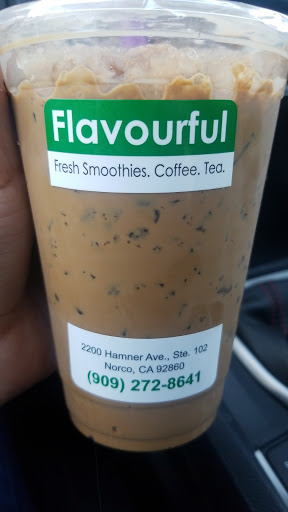 Flavourful
Fresh Smoothies. Coffee. Tea.
2200 Hamner Ave., Ste. 102
Norco, CA 92860
(909) 272-8641